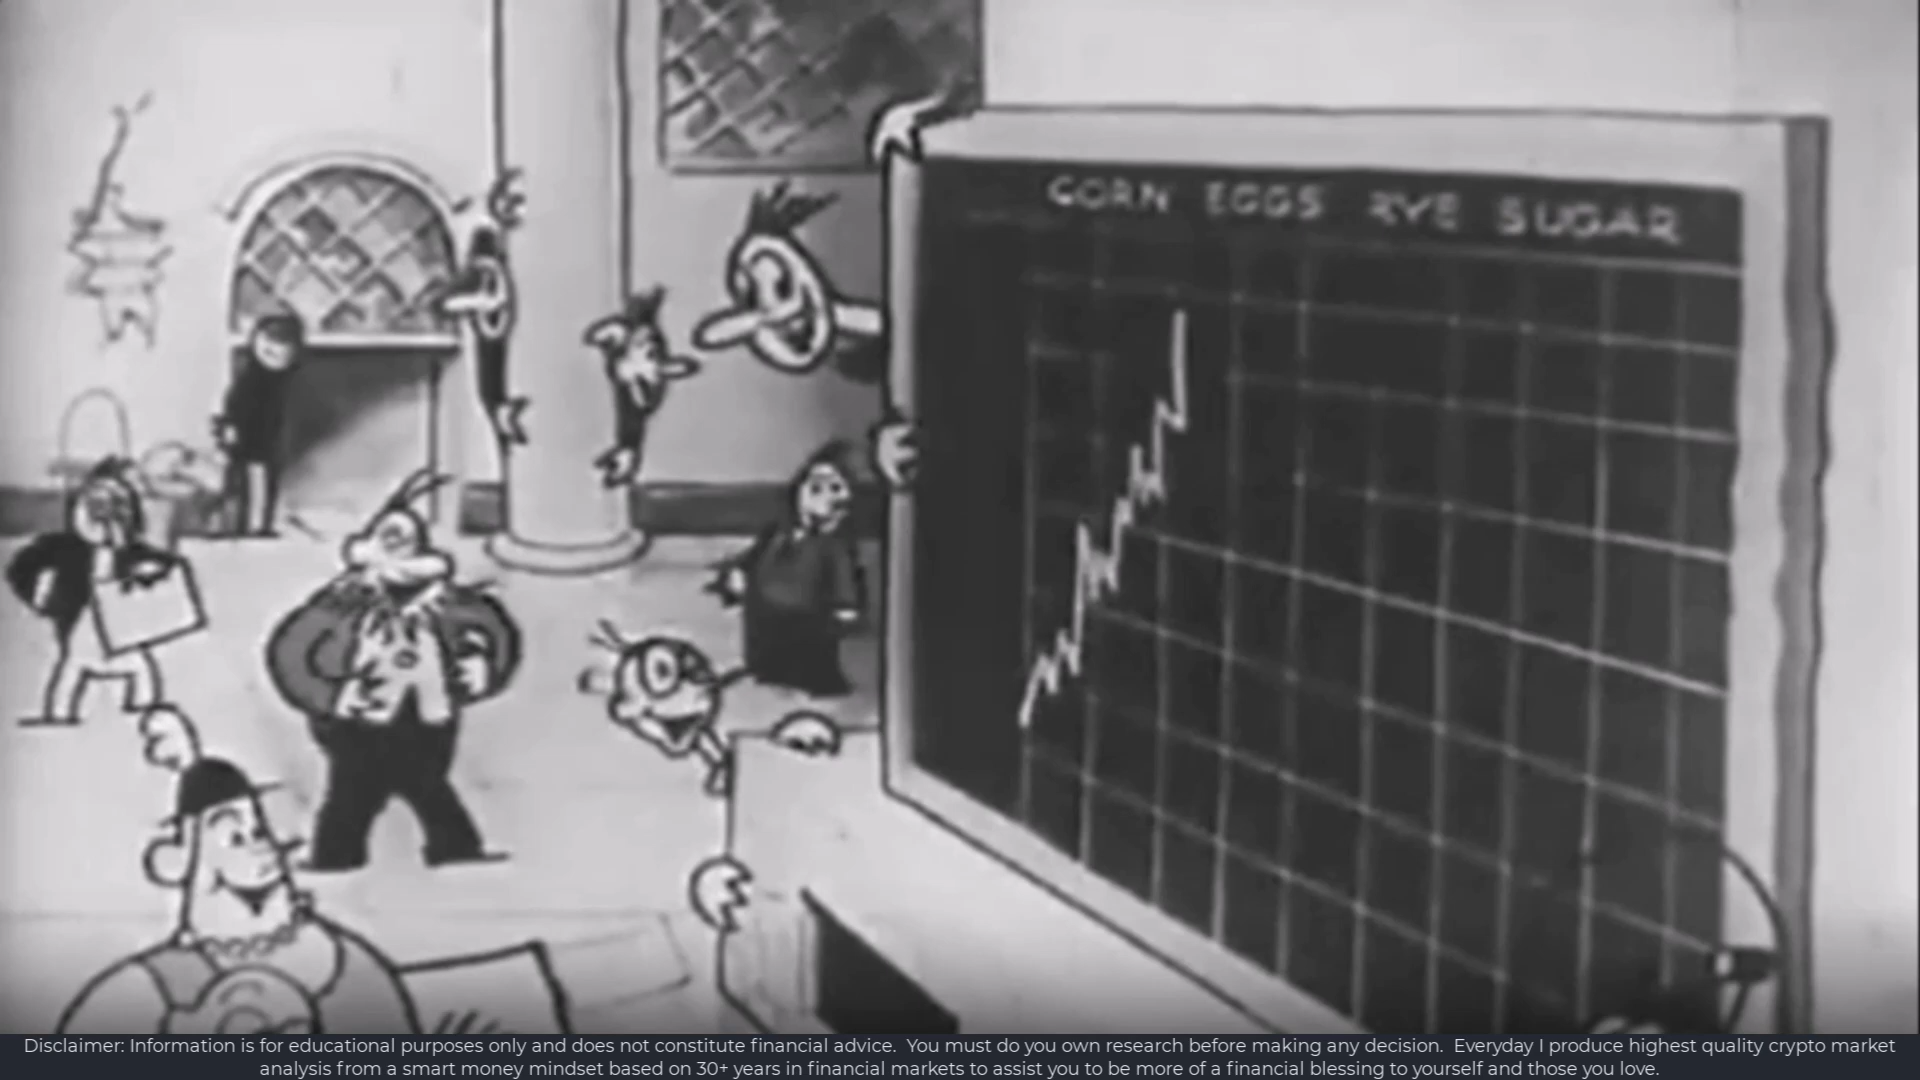 CORN EGGS RYE SUGAR
Disclaimer: Information is for educational purposes only and does not constitute financial advice.  You must do you own research before making any decision.  Everyday I produce highest quality crypto market
analysis from a smart money mindset based on 30+ years in financial markets to assist you to be more of a financial blessing to yourself and those you love.